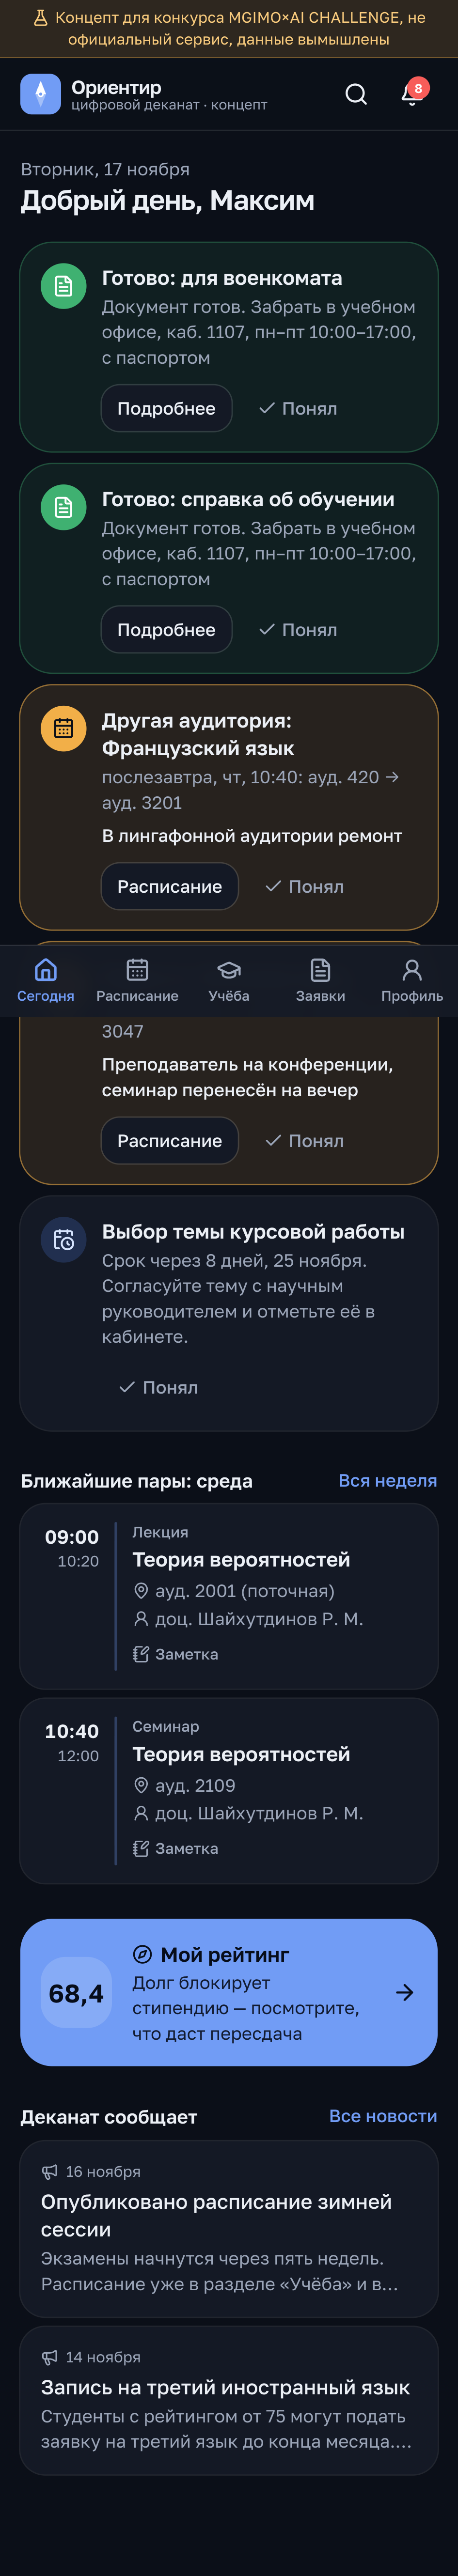 Концепт для конкурса MGIMO×AI CHALLENGE, не
официальный сервис, данные вымышлены
Ориентир
цифровой деканат · концепт
8
Вторник, 17 ноября
Добрый день, Максим
Готово: для военкомата
Документ готов. Забрать в учебном
офисе, каб. 1107, пн–пт 10:00–17:00,
с паспортом
Подробнее
Понял
Готово: справка об обучении
Документ готов. Забрать в учебном
офисе, каб. 1107, пн–пт 10:00–17:00,
с паспортом
Подробнее
Понял
Другая аудитория:
Французский язык
послезавтра, чт, 10:40: ауд. 420 →
ауд. 3201
В лингафонной аудитории ремонт
Расписание
Понял
Сегодня
Расписание
Учёба
Заявки
Профиль
3047
Преподаватель на конференции,
семинар перенесён на вечер
Расписание
Понял
Выбор темы курсовой работы
Срок через 8 дней, 25 ноября.
Согласуйте тему с научным
руководителем и отметьте её в
кабинете.
Понял
Ближайшие пары: среда
Вся неделя
09:00
10:20
Лекция
Теория вероятностей
ауд. 2001 (поточная)
доц. Шайхутдинов Р. М.
Заметка
10:40
12:00
Семинар
Теория вероятностей
ауд. 2109
доц. Шайхутдинов Р. М.
Заметка
68,4
Мой рейтинг
Долг блокирует
стипендию — посмотрите,
что даст пересдача
Деканат сообщает
Все новости
16 ноября
Опубликовано расписание зимней
сессии
Экзамены начнутся через пять недель.
Расписание уже в разделе «Учёба» и в…
14 ноября
Запись на третий иностранный язык
Студенты с рейтингом от 75 могут подать
заявку на третий язык до конца месяца.…